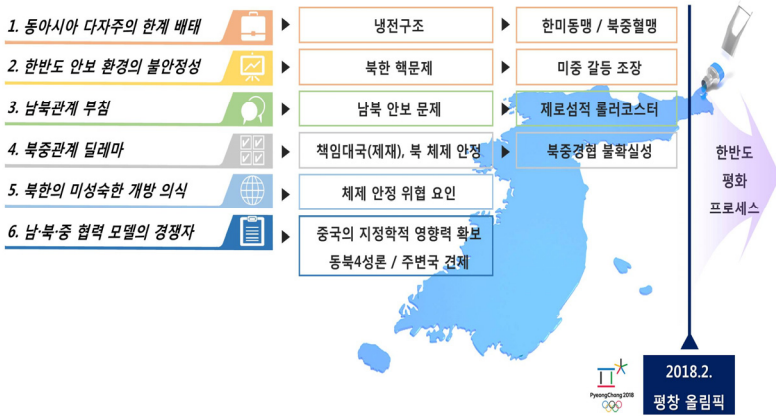 1. 동아시아 다자주의 한계 배태
냉전구조
한미동맹 / 북중혈맹
2. 한반도 안보 환경의 불안정성
북한 핵문제
미중 갈등 조장
3. 남북관계 부침
남북 안보 문제
제로섬적 롤러코스터
4. 북중관계 딜레마
책임대국(제재), 북 체제 안정
북중경협 불확실성
5. 북한의 미성숙한 개방 의식
체제 안정 위협 요인
6. 남·북·중 협력 모델의 경쟁자
중국의 지정학적 영향력 확보
동북4성론 / 주변국 견제
한반도
평화
프로세스
PyeongChang 2018
2018.2.
평창 올림픽